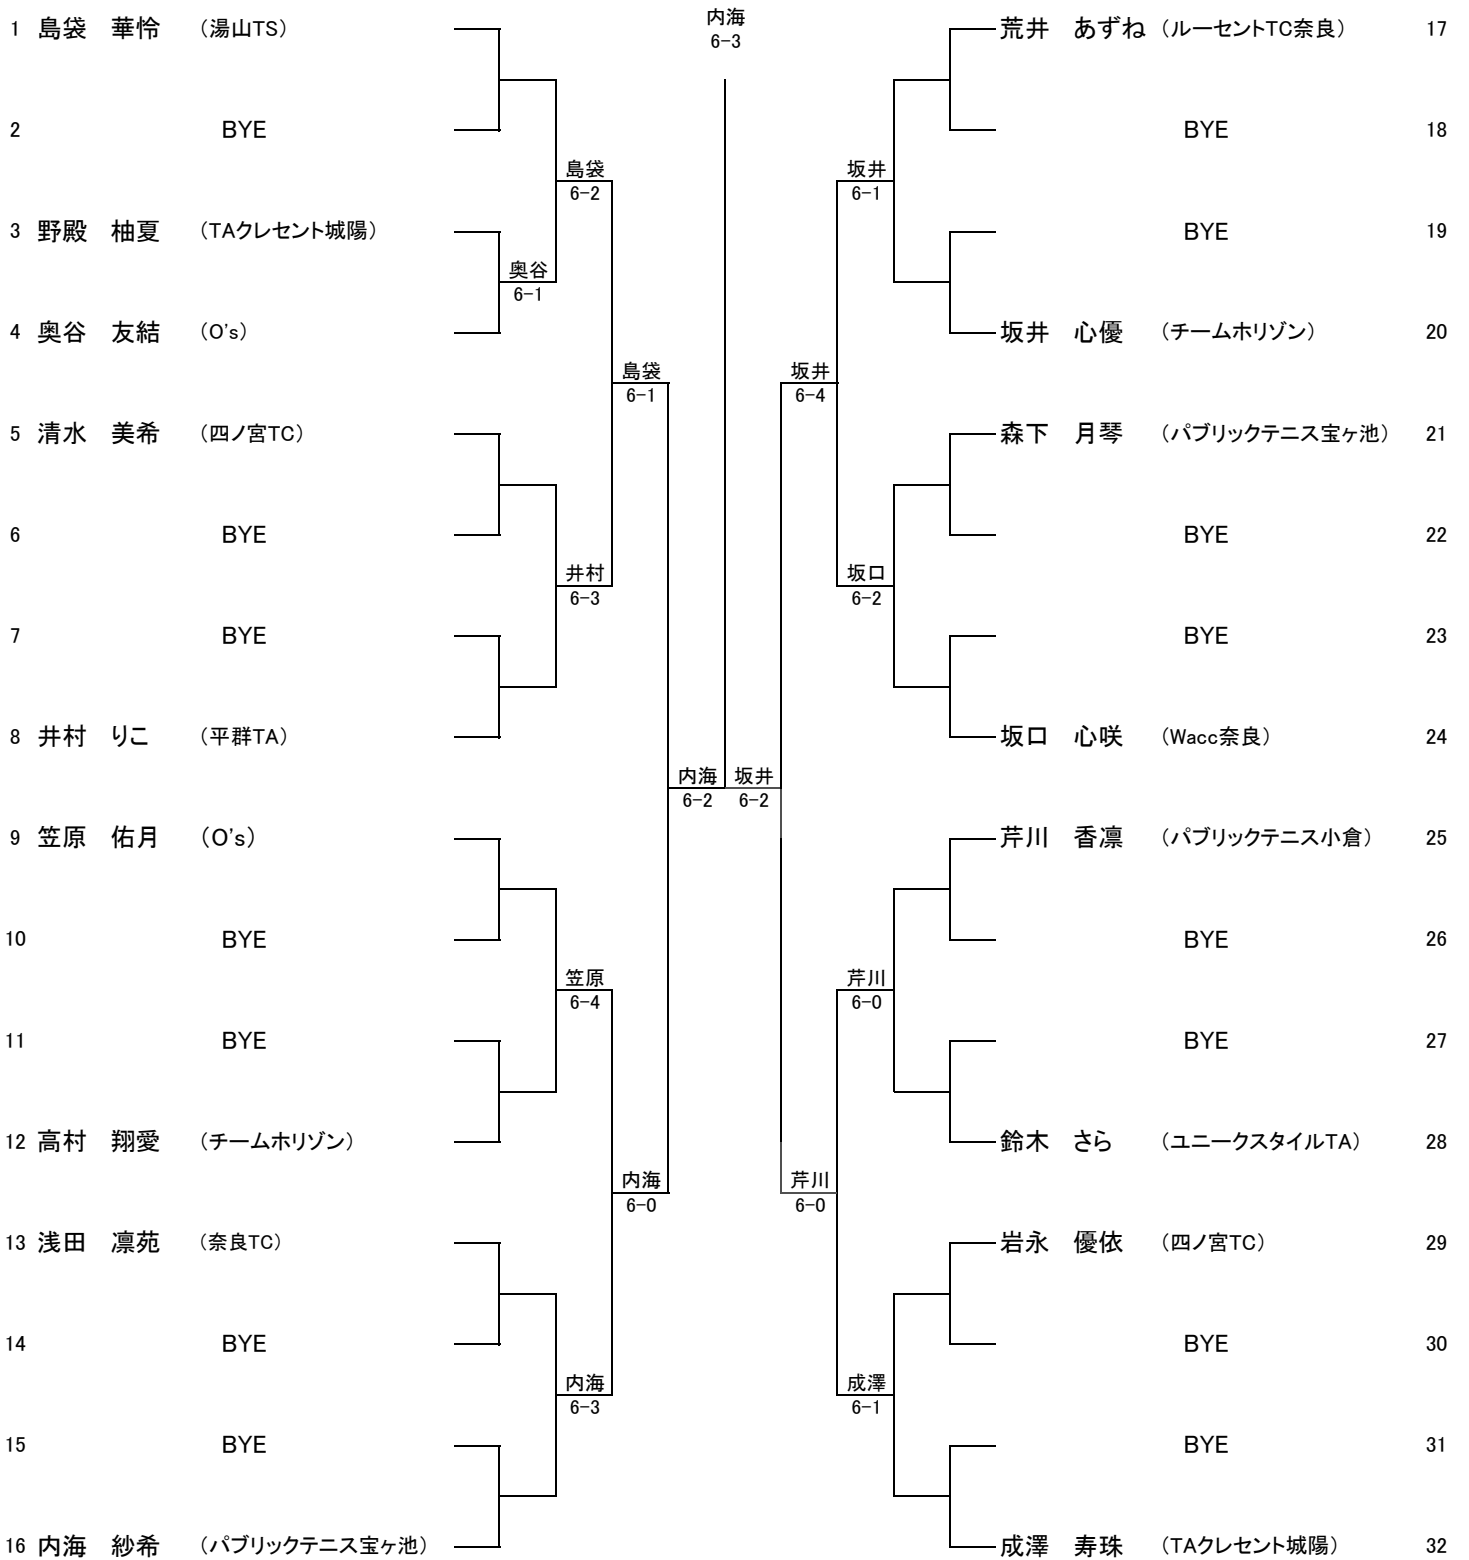 内海
6-3
1 島袋 華怜 （湯山TS）
荒井 あずね （ルーセントTC奈良） 17
2 BYE
BYE 18
島袋
6-2
坂井
6-1
3 野殿 柚夏 （TAクレセント城陽）
BYE 19
奥谷
6-1
4 奥谷 友結 （O's）
坂井 心優 （チームホリゾン） 20
島袋
6-1
坂井
6-4
5 清水 美希 （四ノ宮TC）
森下 月琴 （パブリックテニス宝ヶ池） 21
6 BYE
BYE 22
井村
6-3
坂口
6-2
7 BYE
BYE 23
8 井村 りこ （平群TA）
坂口 心咲 （Wacc奈良） 24
内海
6-2
坂井
6-2
9 笠原 佑月 （O's）
芹川 香凛 （パブリックテニス小倉） 25
10 BYE
BYE 26
笠原
6-4
芹川
6-0
11 BYE
BYE 27
12 高村 翔愛 （チームホリゾン）
鈴木 さら （ユニークスタイルTA） 28
内海
6-0
芹川
6-0
13 浅田 凛苑 （奈良TC）
岩永 優依 （四ノ宮TC） 29
14 BYE
BYE 30
内海
6-3
成澤
6-1
15 BYE
BYE 31
16 内海 紗希 （パブリックテニス宝ヶ池）
成澤 寿珠 （TAクレセント城陽） 32